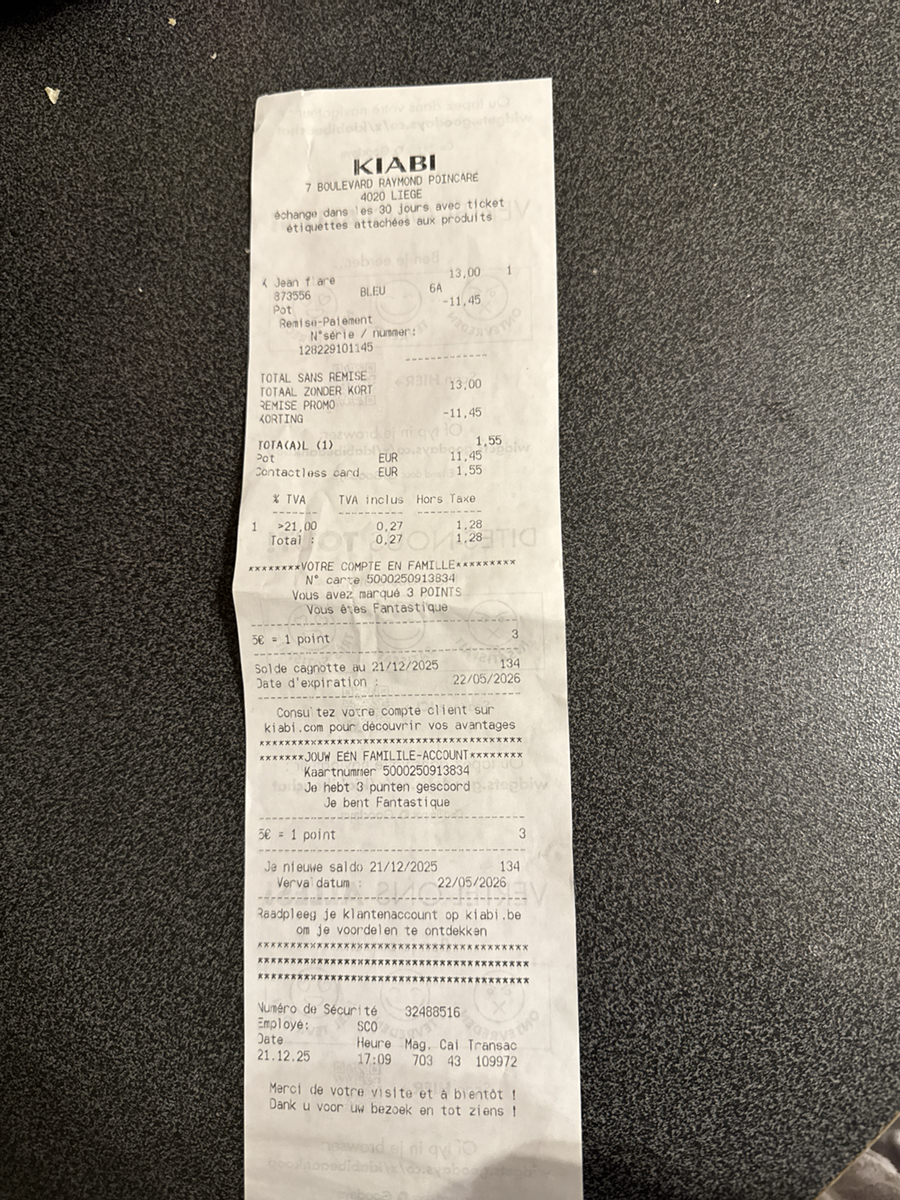 KIABI
7 BOULEVARD RAYMOND POINCARE
4020 LIEGE
échange dans les 30 jours avec ticket
étiquettes attachées aux produits
K Jean flare 13,00 1
873556 BLEU 6A
Pot -11,45
Remise-Paiement
N°série / nummer:
128229101145
------------
TOTAL SANS REMISE
TOTAAL ZONDER KORT 13,00
REMISE PROMO
KORTING -11,45
TOTA(A)L (1) 1,55
Pot EUR 11,45
Contactless card EUR 1,55
% TVA TVA inclus Hors Taxe
------- ------------- ----------
1 >21,00 0,27 1,28
Total : 0,27 1,28
********VOTRE COMPTE EN FAMILLE*********
N° carte 5000250913834
Vous avez marqué 3 POINTS
Vous êtes Fantastique
----------------------------------------
5€ = 1 point 3
----------------------------------------
Solde cagnotte au 21/12/2025 134
Date d'expiration : 22/05/2026
----------------------------------------
Consultez votre compte client sur
kiabi.com pour découvrir vos avantages
****************************************
*******JOUW EEN FAMILILE-ACCOUNT********
Kaartnummer 5000250913834
Je hebt 3 punten gescoord
Je bent Fantastique
----------------------------------------
5€ = 1 point 3
----------------------------------------
Je nieuwe saldo 21/12/2025 134
Vervaldatum : 22/05/2026
----------------------------------------
Raadpleeg je klantenaccount op kiabi.be
om je voordelen te ontdekken
****************************************
****************************************
****************************************
Numéro de Sécurité 32488516
Employé: SCO
Date Heure Mag. Cai Transac
21.12.25 17:09 703 43 109972
Merci de votre visite et à bientôt !
Dank u voor uw bezoek en tot ziens !